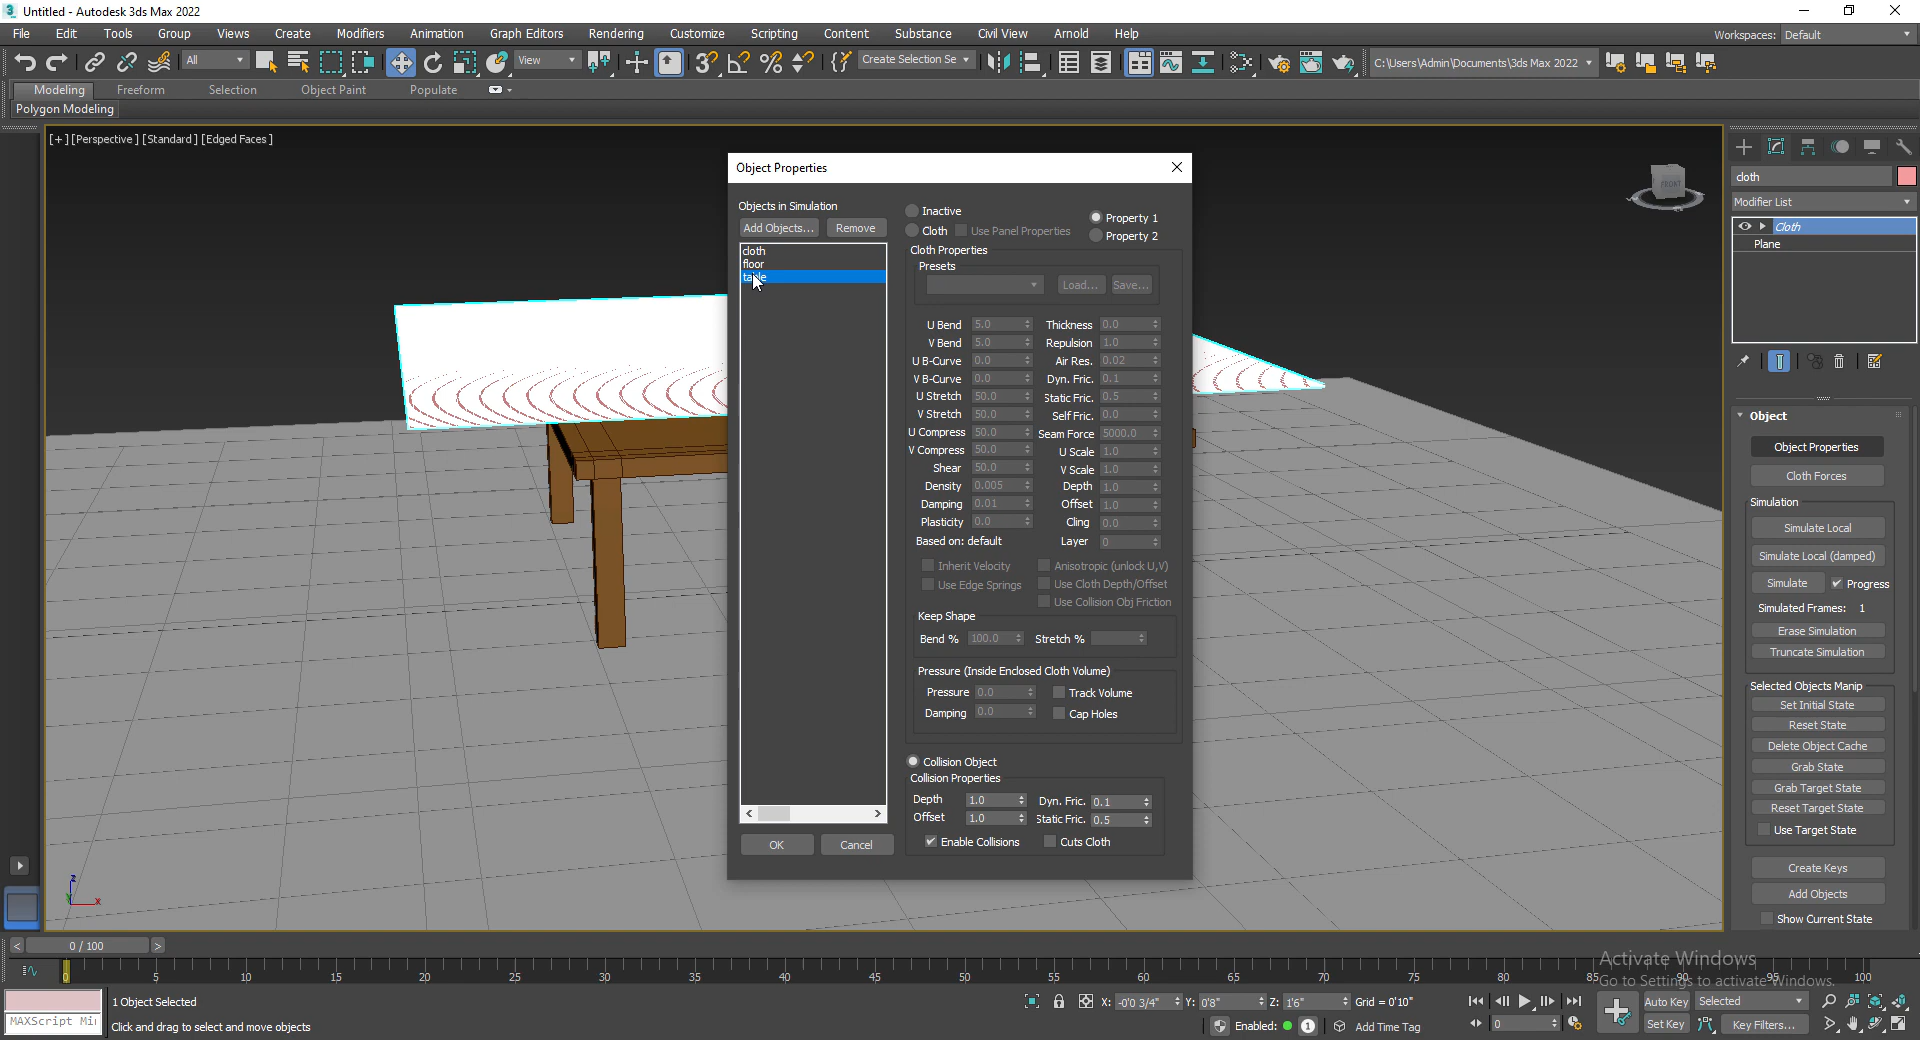 Untitled - Autodesk 3ds Max 2022
File Edit Tools Group Views Create Modifiers Animation Graph Editors Rendering Customize Scripting Content Substance Civil View Arnold Help
Workspaces: Default
All View Create Selection Se C:\Users\Admin\Documents\3ds Max 2022
Modeling Freeform Selection Object Paint Populate
Polygon Modeling
[+][Perspective][Standard][Edged Faces]
Object Properties
Objects in Simulation
Add Objects... Remove
cloth
floor
table
OK Cancel
Inactive
Cloth Use Panel Properties
Property 1
Property 2
Cloth Properties
Presets
Load... Save...
U Bend 5.0 Thickness 0.0
V Bend 5.0 Repulsion 1.0
U B-Curve 0.0 Air Res. 0.02
V B-Curve 0.0 Dyn. Fric. 0.1
U Stretch 50.0 Static Fric. 0.5
V Stretch 50.0 Self Fric. 0.0
U Compress 50.0 Seam Force 5000.0
V Compress 50.0 U Scale 1.0
Shear 50.0 V Scale 1.0
Density 0.005 Depth 1.0
Damping 0.01 Offset 1.0
Plasticity 0.0 Cling 0.0
Based on: default Layer 0
Inherit Velocity Anisotropic (unlock U,V)
Use Edge Springs Use Cloth Depth/Offset
Use Collision Obj Friction
Keep Shape
Bend % 100.0 Stretch %
Pressure (Inside Enclosed Cloth Volume)
Pressure 0.0 Track Volume
Damping 0.0 Cap Holes
Collision Object
Collision Properties
Depth 1.0 Dyn. Fric. 0.1
Offset 1.0 Static Fric. 0.5
Enable Collisions Cuts Cloth
FRONT
cloth
Modifier List
Cloth
Plane
Object
Object Properties
Cloth Forces
Simulation
Simulate Local
Simulate Local (damped)
Simulate Progress
Simulated Frames: 1
Erase Simulation
Truncate Simulation
Selected Objects Manip
Set Initial State
Reset State
Delete Object Cache
Grab State
Grab Target State
Reset Target State
Use Target State
Create Keys
Add Objects
Show Current State
z
y
x
0 / 100
0 5 10 15 20 25 30 35 40 45 50 55 60 65 70 75 80 85 90 95 100
Activate Windows
Go to Settings to activate Windows.
1 Object Selected
MAXScript Mi
Click and drag to select and move objects
X: -0'0 3/4" Y: 0'8" Z: 1'6" Grid = 0'10"
Enabled: 1 Add Time Tag
0
Auto Key Selected
Set Key Key Filters...